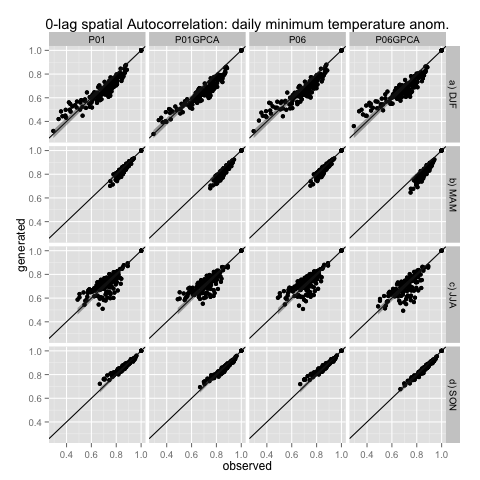 0-lag spatial Autocorrelation: daily minimum temperature anom.
P01 P01GPCA P06 P06GPCA
1.0
0.8
0.6
0.4
a) DJF
1.0
0.8
0.6
0.4
b) MAM
generated
1.0
0.8
0.6
0.4
c) JJA
1.0
0.8
0.6
0.4
d) SON
0.4 0.6 0.8 1.0 0.4 0.6 0.8 1.0 0.4 0.6 0.8 1.0 0.4 0.6 0.8 1.0
observed